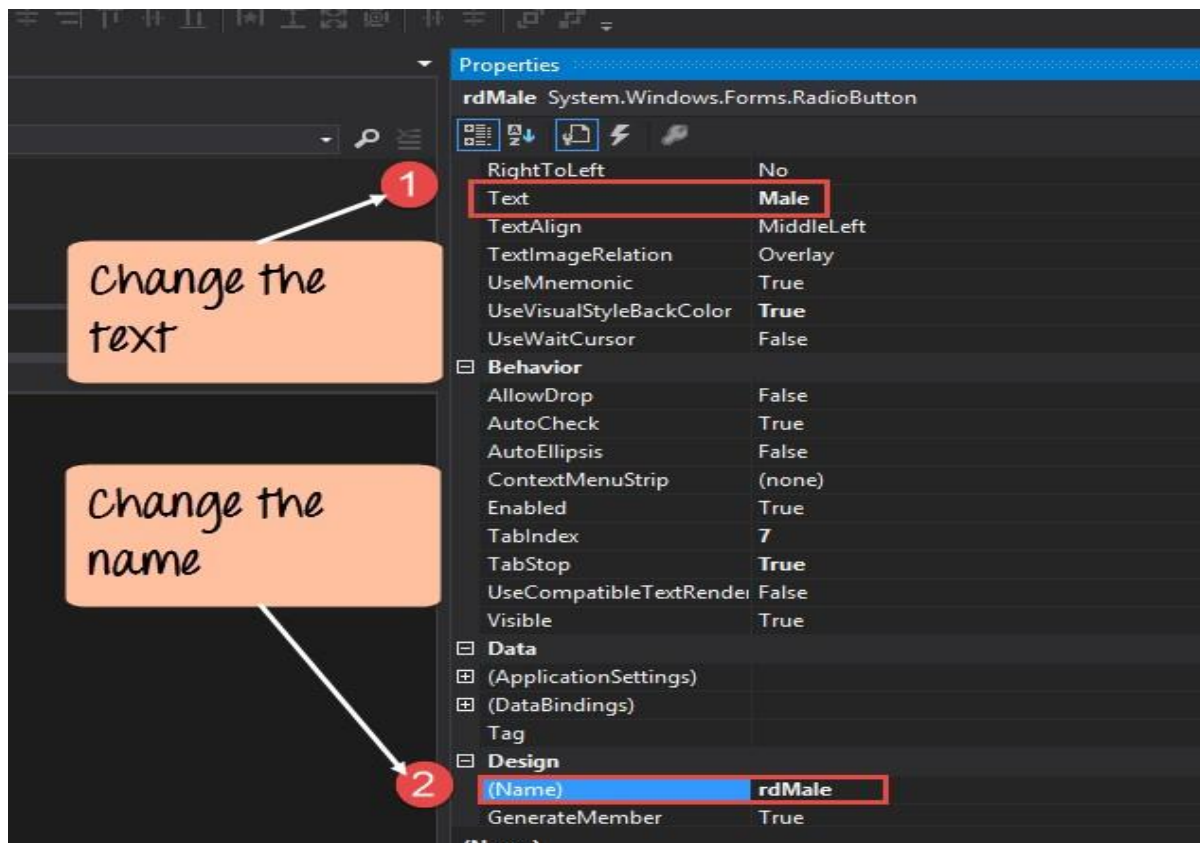 Properties
rdMale System.Windows.Forms.RadioButton
RightToLeft No
1
Text Male
TextAlign MiddleLeft
Change the
text
TextImageRelation Overlay
UseMnemonic True
UseVisualStyleBackColor True
UseWaitCursor False
Behavior
AllowDrop False
AutoCheck True
AutoEllipsis False
Change the
name
ContextMenuStrip (none)
Enabled True
TabIndex 7
TabStop True
UseCompatibleTextRender False
Visible True
Data
(ApplicationSettings)
(DataBindings)
Tag
Design
2
(Name) rdMale
GenerateMember True